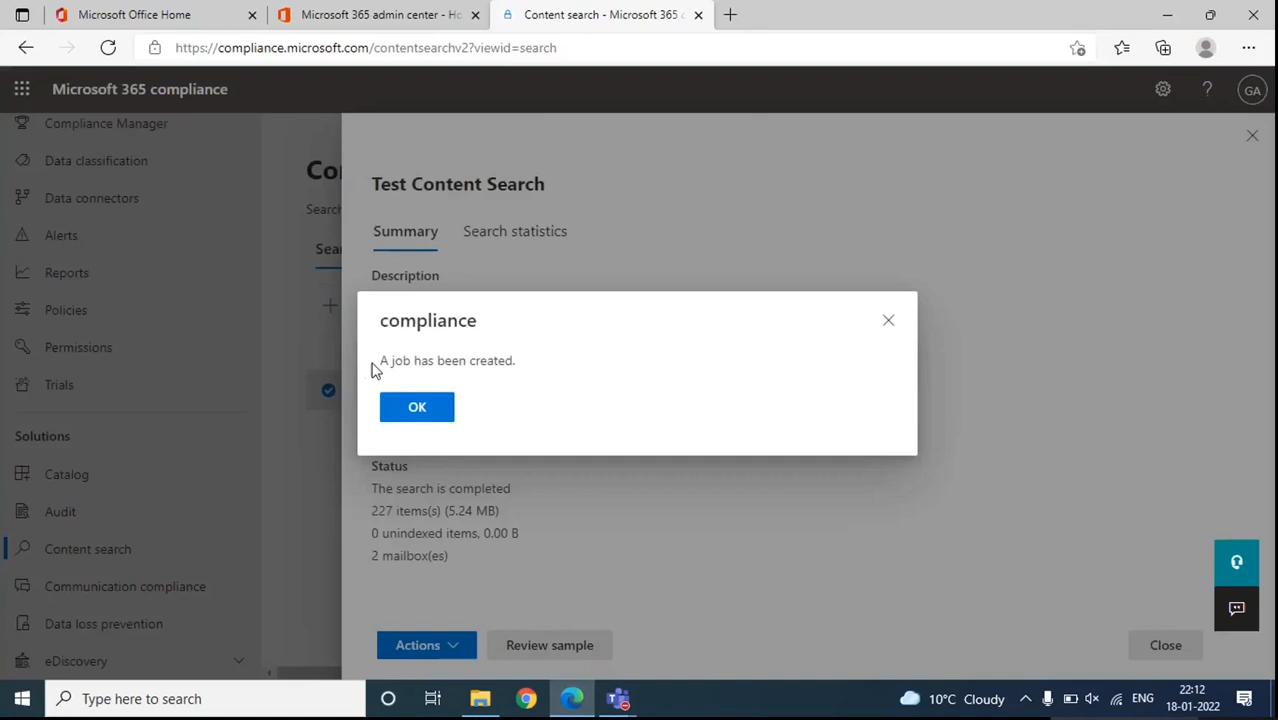 Microsoft Office Home
Microsoft 365 admin center - Ho
Content search - Microsoft 365 c
https://compliance.microsoft.com/contentsearchv2?viewid=search
Microsoft 365 compliance
GA
Compliance Manager
Data classification
Data connectors
Alerts
Reports
Policies
Permissions
Trials
Solutions
Catalog
Audit
Content search
Communication compliance
Data loss prevention
eDiscovery
Co
Search
Sear
Test Content Search
Summary
Search statistics
Description
compliance
A job has been created.
OK
Status
The search is completed
227 items(s) (5.24 MB)
0 unindexed items, 0.00 B
2 mailbox(es)
Actions
Review sample
Close
Type here to search
10°C Cloudy
ENG
22:12
18-01-2022